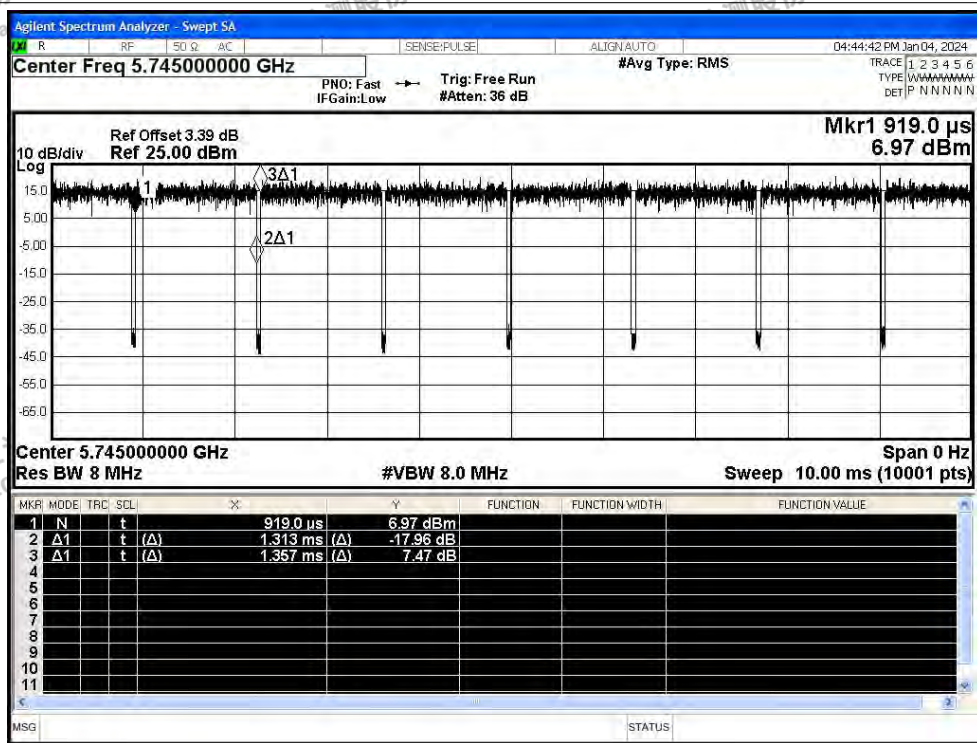 Agilent Spectrum Analyzer - Swept SA
R RF 50 Ω AC SENSE:PULSE ALIGN AUTO 04:44:42 PM Jan 04, 2024
Center Freq 5.745000000 GHz #Avg Type: RMS TRACE 1 2 3 4 5 6
PNO: Fast Trig: Free Run TYPE WWWWWW
IFGain:Low #Atten: 36 dB DET P N N N N N
Mkr1 919.0 µs
6.97 dBm
Ref Offset 3.39 dB
10 dB/div Ref 25.00 dBm
Log
3Δ1
15.0
1
5.00
2Δ1
-5.00
-15.0
-25.0
-35.0
-45.0
-55.0
-65.0
Center 5.745000000 GHz Span 0 Hz
Res BW 8 MHz #VBW 8.0 MHz Sweep 10.00 ms (10001 pts)
MKR MODE TRC SCL X Y FUNCTION FUNCTION WIDTH FUNCTION VALUE
1 N t 919.0 µs 6.97 dBm
2 Δ1 t (Δ) 1.313 ms (Δ) -17.96 dB
3 Δ1 t (Δ) 1.357 ms (Δ) 7.47 dB
4
5
6
7
8
9
10
11
MSG STATUS